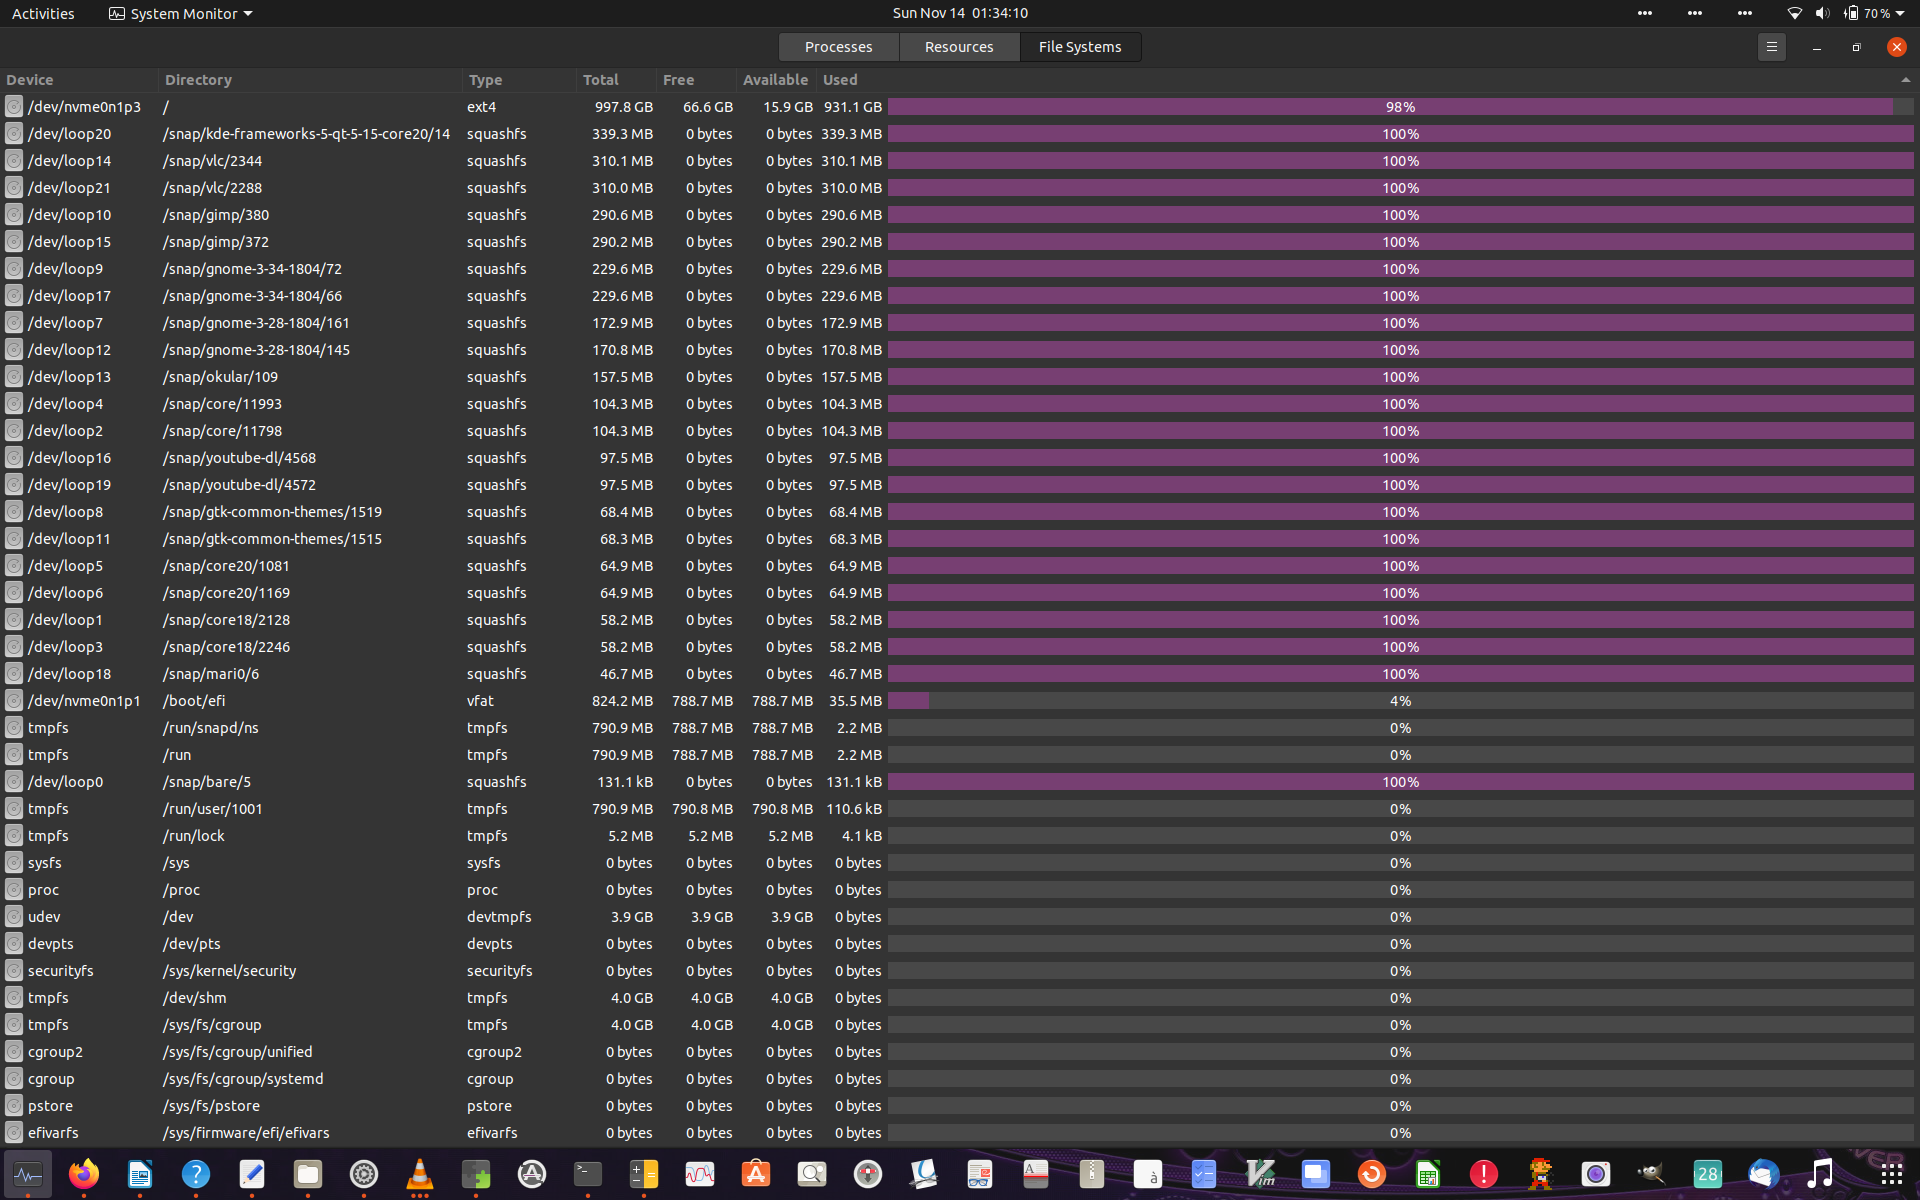 Activities System Monitor Sun Nov 14 01:34:10 70 %
Processes Resources File Systems
Device Directory Type Total Free Available Used
/dev/nvme0n1p3 / ext4 997.8 GB 66.6 GB 15.9 GB 931.1 GB 98%
/dev/loop20 /snap/kde-frameworks-5-qt-5-15-core20/14 squashfs 339.3 MB 0 bytes 0 bytes 339.3 MB 100%
/dev/loop14 /snap/vlc/2344 squashfs 310.1 MB 0 bytes 0 bytes 310.1 MB 100%
/dev/loop21 /snap/vlc/2288 squashfs 310.0 MB 0 bytes 0 bytes 310.0 MB 100%
/dev/loop10 /snap/gimp/380 squashfs 290.6 MB 0 bytes 0 bytes 290.6 MB 100%
/dev/loop15 /snap/gimp/372 squashfs 290.2 MB 0 bytes 0 bytes 290.2 MB 100%
/dev/loop9 /snap/gnome-3-34-1804/72 squashfs 229.6 MB 0 bytes 0 bytes 229.6 MB 100%
/dev/loop17 /snap/gnome-3-34-1804/66 squashfs 229.6 MB 0 bytes 0 bytes 229.6 MB 100%
/dev/loop7 /snap/gnome-3-28-1804/161 squashfs 172.9 MB 0 bytes 0 bytes 172.9 MB 100%
/dev/loop12 /snap/gnome-3-28-1804/145 squashfs 170.8 MB 0 bytes 0 bytes 170.8 MB 100%
/dev/loop13 /snap/okular/109 squashfs 157.5 MB 0 bytes 0 bytes 157.5 MB 100%
/dev/loop4 /snap/core/11993 squashfs 104.3 MB 0 bytes 0 bytes 104.3 MB 100%
/dev/loop2 /snap/core/11798 squashfs 104.3 MB 0 bytes 0 bytes 104.3 MB 100%
/dev/loop16 /snap/youtube-dl/4568 squashfs 97.5 MB 0 bytes 0 bytes 97.5 MB 100%
/dev/loop19 /snap/youtube-dl/4572 squashfs 97.5 MB 0 bytes 0 bytes 97.5 MB 100%
/dev/loop8 /snap/gtk-common-themes/1519 squashfs 68.4 MB 0 bytes 0 bytes 68.4 MB 100%
/dev/loop11 /snap/gtk-common-themes/1515 squashfs 68.3 MB 0 bytes 0 bytes 68.3 MB 100%
/dev/loop5 /snap/core20/1081 squashfs 64.9 MB 0 bytes 0 bytes 64.9 MB 100%
/dev/loop6 /snap/core20/1169 squashfs 64.9 MB 0 bytes 0 bytes 64.9 MB 100%
/dev/loop1 /snap/core18/2128 squashfs 58.2 MB 0 bytes 0 bytes 58.2 MB 100%
/dev/loop3 /snap/core18/2246 squashfs 58.2 MB 0 bytes 0 bytes 58.2 MB 100%
/dev/loop18 /snap/mari0/6 squashfs 46.7 MB 0 bytes 0 bytes 46.7 MB 100%
/dev/nvme0n1p1 /boot/efi vfat 824.2 MB 788.7 MB 788.7 MB 35.5 MB 4%
tmpfs /run/snapd/ns tmpfs 790.9 MB 788.7 MB 788.7 MB 2.2 MB 0%
tmpfs /run tmpfs 790.9 MB 788.7 MB 788.7 MB 2.2 MB 0%
/dev/loop0 /snap/bare/5 squashfs 131.1 kB 0 bytes 0 bytes 131.1 kB 100%
tmpfs /run/user/1001 tmpfs 790.9 MB 790.8 MB 790.8 MB 110.6 kB 0%
tmpfs /run/lock tmpfs 5.2 MB 5.2 MB 5.2 MB 4.1 kB 0%
sysfs /sys sysfs 0 bytes 0 bytes 0 bytes 0 bytes 0%
proc /proc proc 0 bytes 0 bytes 0 bytes 0 bytes 0%
udev /dev devtmpfs 3.9 GB 3.9 GB 3.9 GB 0 bytes 0%
devpts /dev/pts devpts 0 bytes 0 bytes 0 bytes 0 bytes 0%
securityfs /sys/kernel/security securityfs 0 bytes 0 bytes 0 bytes 0 bytes 0%
tmpfs /dev/shm tmpfs 4.0 GB 4.0 GB 4.0 GB 0 bytes 0%
tmpfs /sys/fs/cgroup tmpfs 4.0 GB 4.0 GB 4.0 GB 0 bytes 0%
cgroup2 /sys/fs/cgroup/unified cgroup2 0 bytes 0 bytes 0 bytes 0 bytes 0%
cgroup /sys/fs/cgroup/systemd cgroup 0 bytes 0 bytes 0 bytes 0 bytes 0%
pstore /sys/fs/pstore pstore 0 bytes 0 bytes 0 bytes 0 bytes 0%
efivarfs /sys/firmware/efi/efivars efivarfs 0 bytes 0 bytes 0 bytes 0 bytes 0%
? A à Vim 28